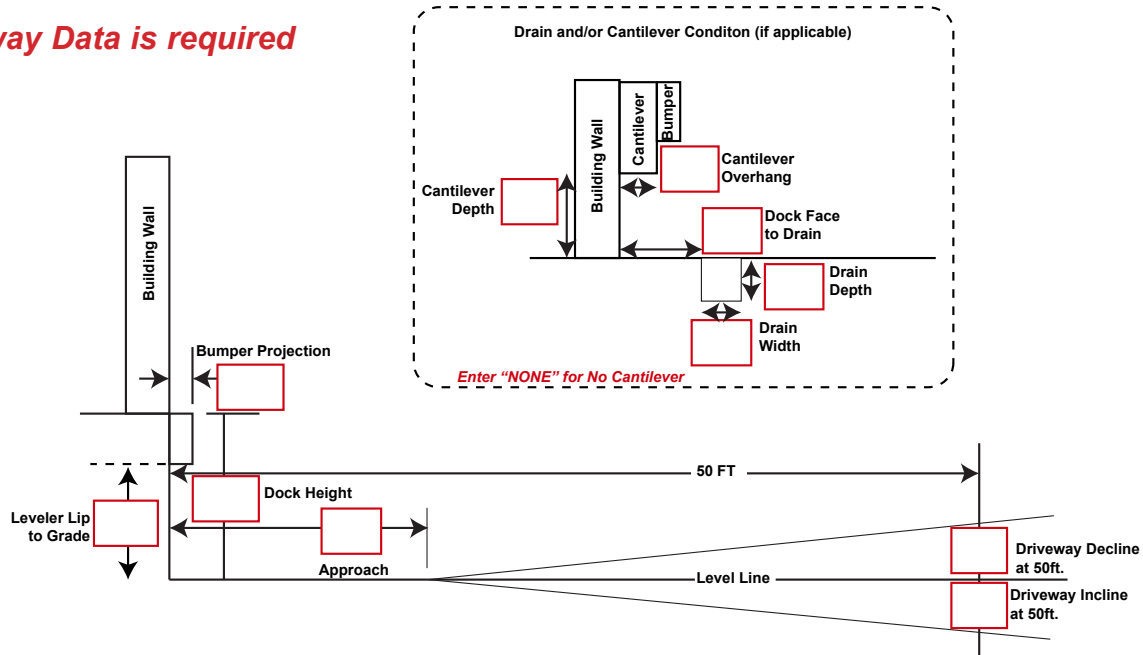 way Data is required
Drain and/or Cantilever Conditon (if applicable)
Building Wall
Cantilever
Bumper
Cantilever
Overhang
Cantilever
Depth
Dock Face
to Drain
Drain
Depth
Drain
Width
Enter “NONE” for No Cantilever
Building Wall
Bumper Projection
50 FT
Dock Height
Leveler Lip
to Grade
Approach
Level Line
Driveway Decline
at 50ft.
Driveway Incline
at 50ft.